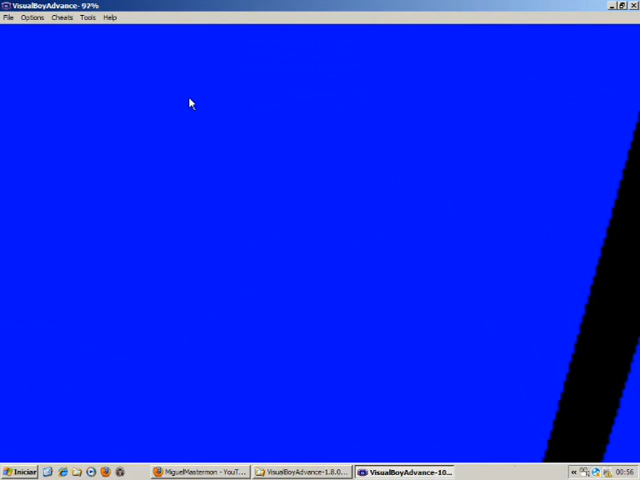 VisualBoyAdvance- 97%
File Options Cheats Tools Help
Iniciar
MiguelMastermon - YouT...
VisualBoyAdvance-1.8.0...
VisualBoyAdvance-10...
«
00:56